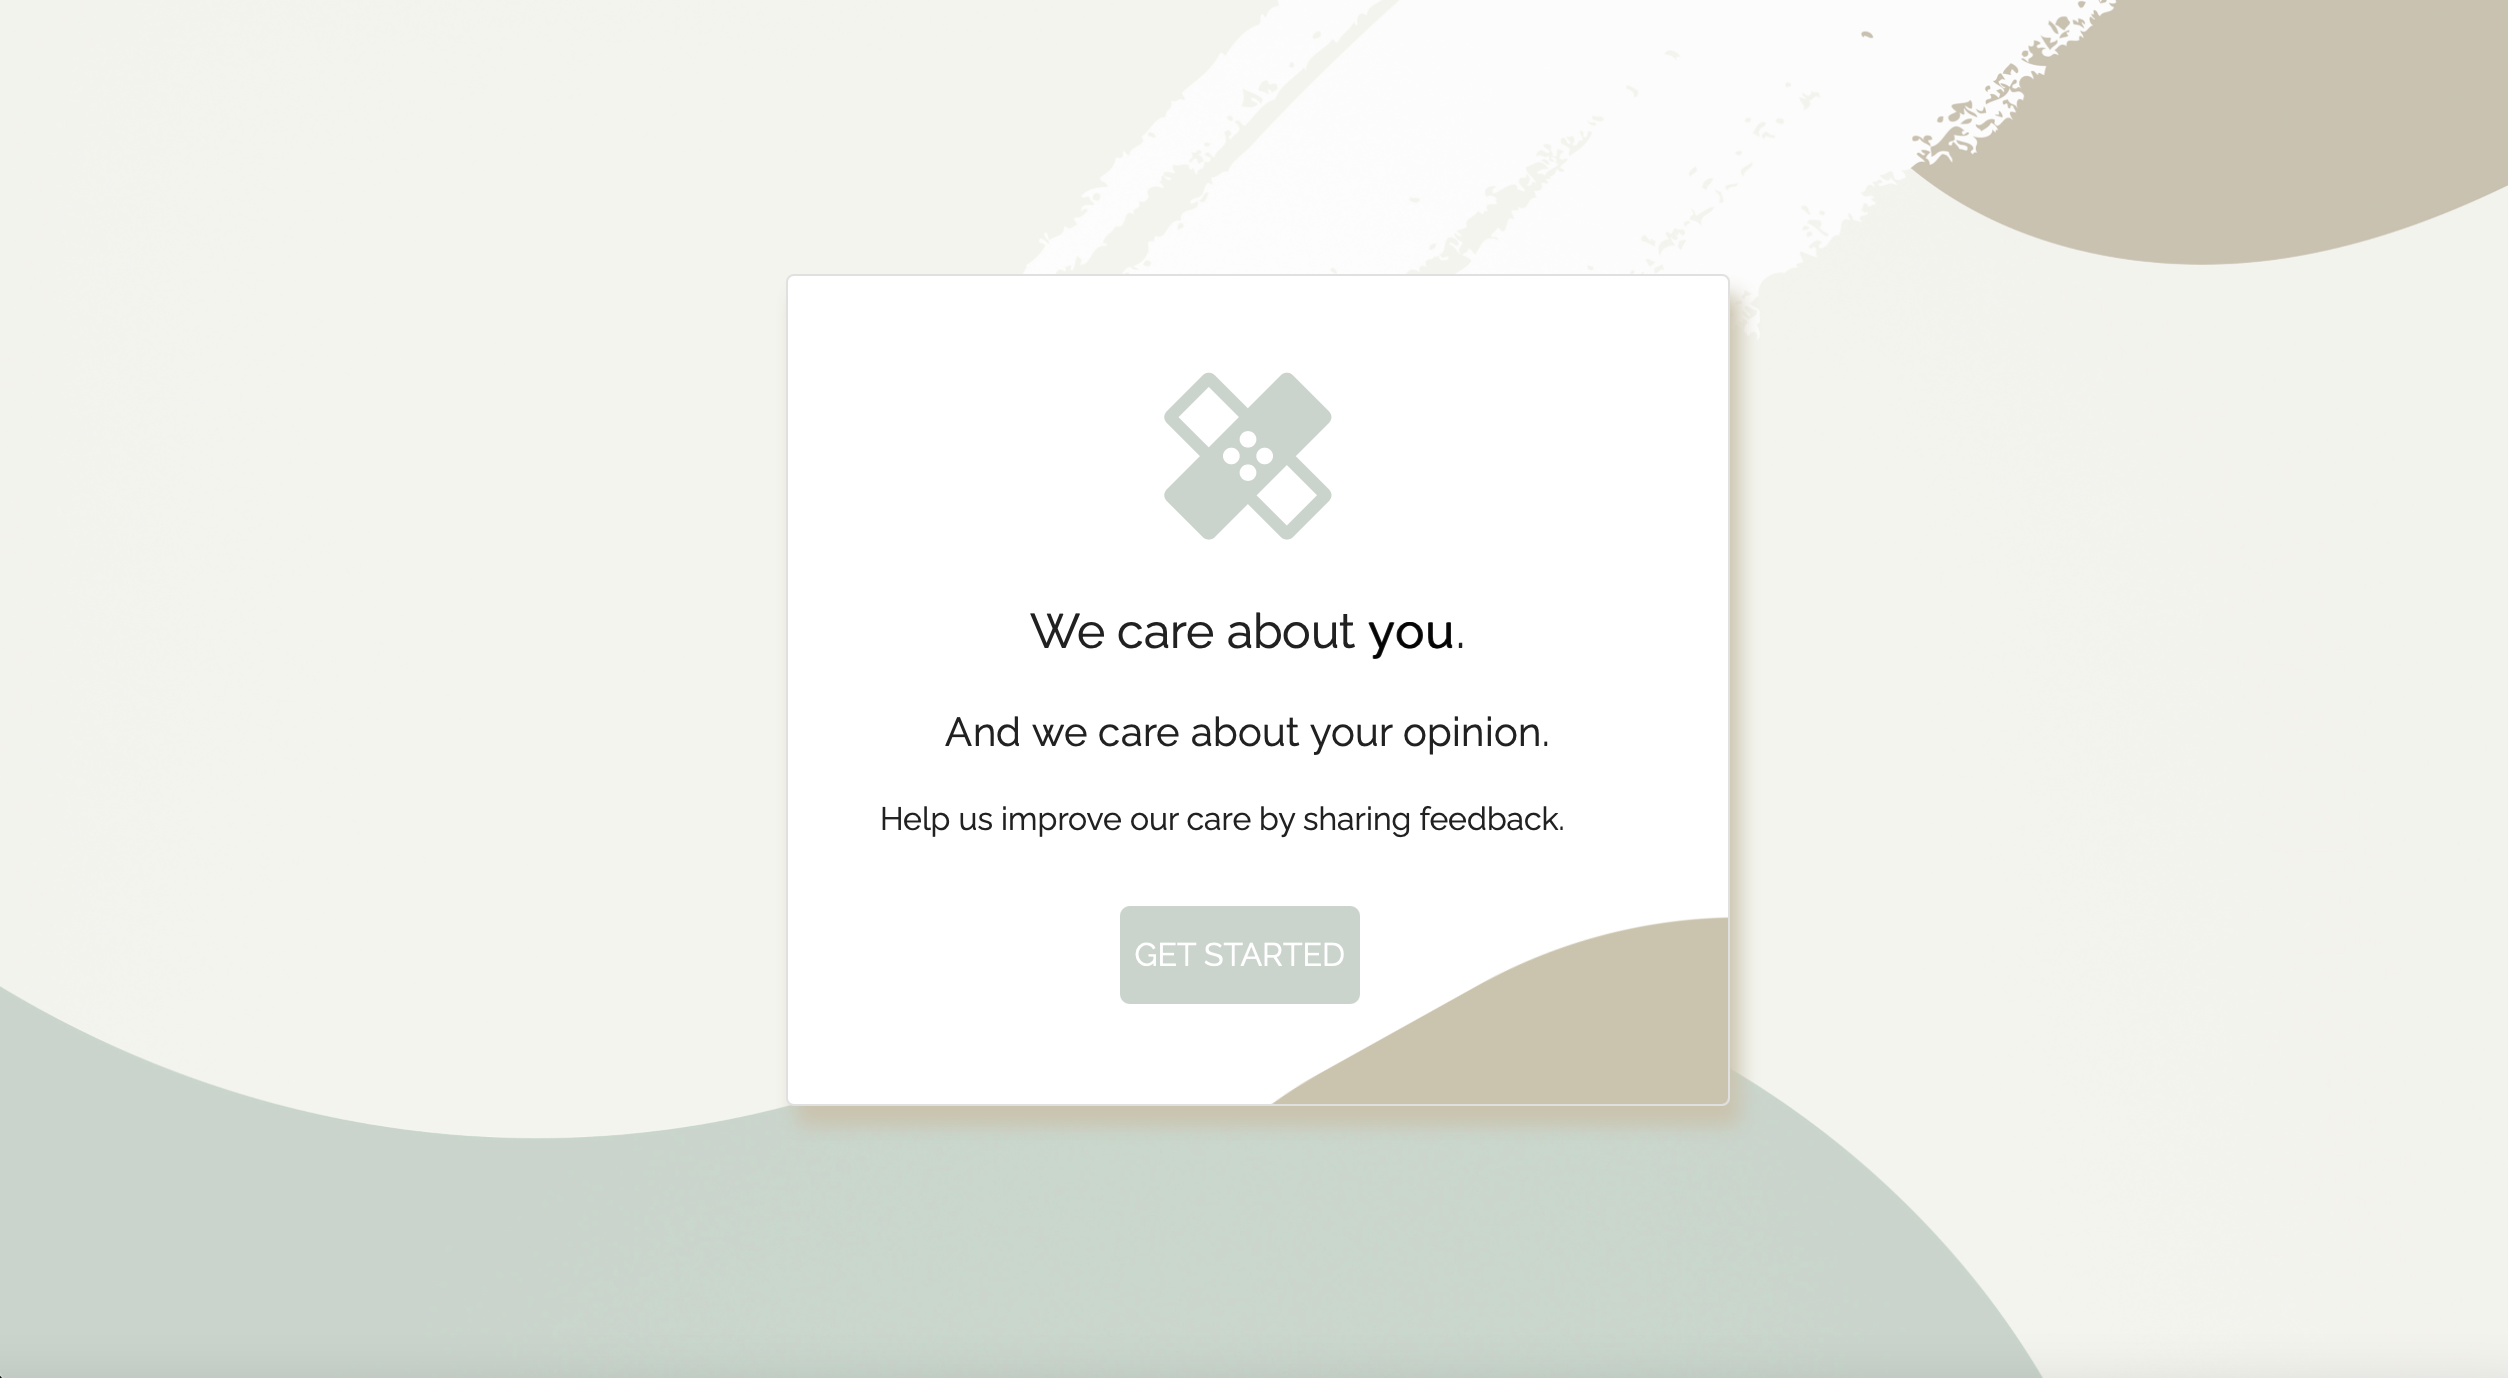 We care about you.
And we care about your opinion.
Help us improve our care by sharing feedback.
GET STARTED